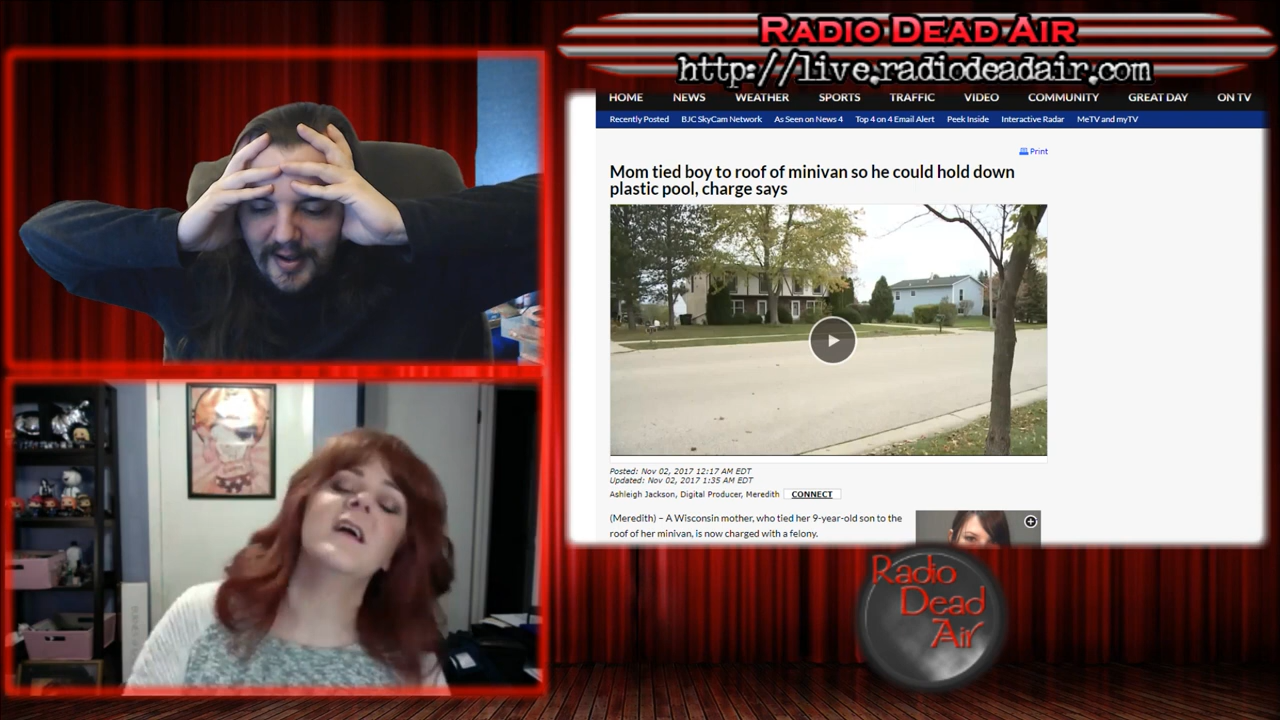 Radio Dead Air
http://live.radiodeadair.com
HOME NEWS WEATHER SPORTS TRAFFIC VIDEO COMMUNITY GREAT DAY ON TV
Recently Posted BJC SkyCam Network As Seen on News 4 Top 4 on 4 Email Alert Peek Inside Interactive Radar MeTV and myTV
Print
Mom tied boy to roof of minivan so he could hold down
plastic pool, charge says
Posted: Nov 02, 2017 12:17 AM EDT
Updated: Nov 02, 2017 1:35 AM EDT
Ashleigh Jackson, Digital Producer, Meredith CONNECT
(Meredith) – A Wisconsin mother, who tied her 9-year-old son to the
roof of her minivan, is now charged with a felony.
Radio
Dead
Air